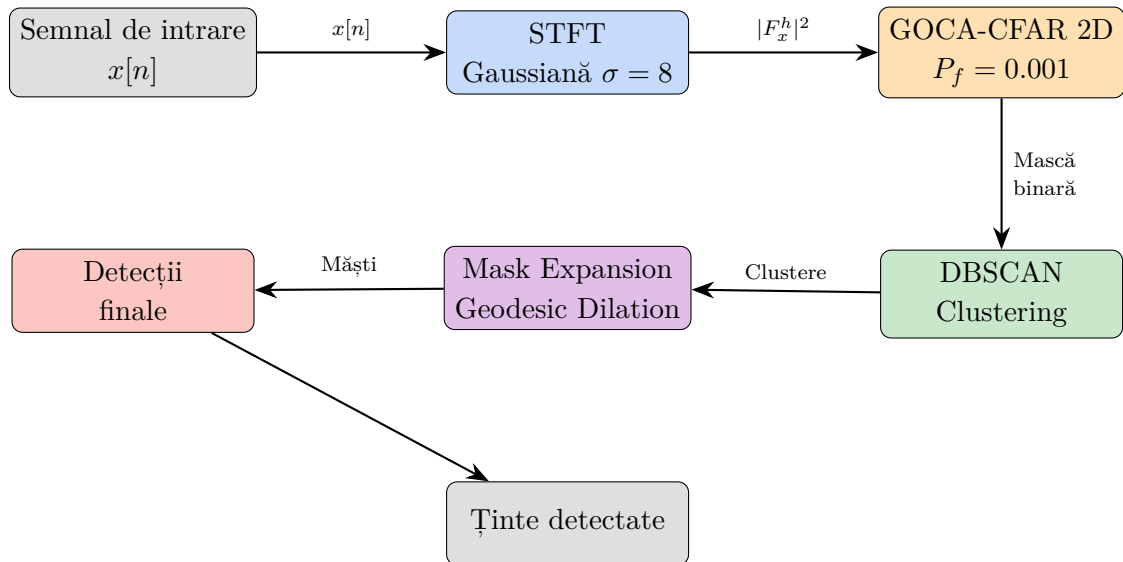 Semnal de intrare
x[n]
x[n]
STFT
Gaussiană σ = 8
|F_x^h|^2
GOCA-CFAR 2D
P_f = 0.001
Mască
binară
DBSCAN
Clustering
Clustere
Mask Expansion
Geodesic Dilation
Măști
Detecții
finale
Ținte detectate